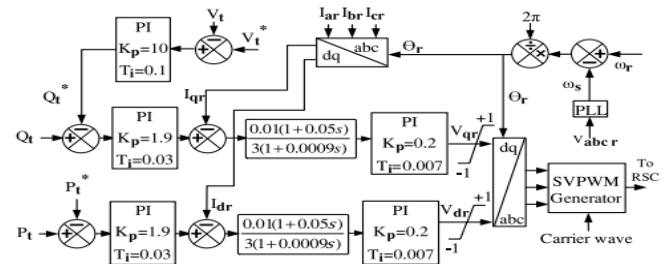 V_t
V_t*
PI
K_p=10
T_i=0.1
I_ar I_br I_cr
dq abc
Θ_r
2π
÷ ×
ω_r
ω_s
PLL
V_abc r
Q_t*
I_qr
Θ_r
Q_t
PI
K_p=1.9
T_i=0.03
0.01(1+0.05s)
3(1+0.0009s)
PI
K_p=0.2
T_i=0.007
V_qr
+1
-1
dq
abc
SVPWM
Generator
To
RSC
Carrier wave
P_t*
I_dr
P_t
PI
K_p=1.9
T_i=0.03
0.01(1+0.05s)
3(1+0.0009s)
PI
K_p=0.2
T_i=0.007
V_dr
+1
-1